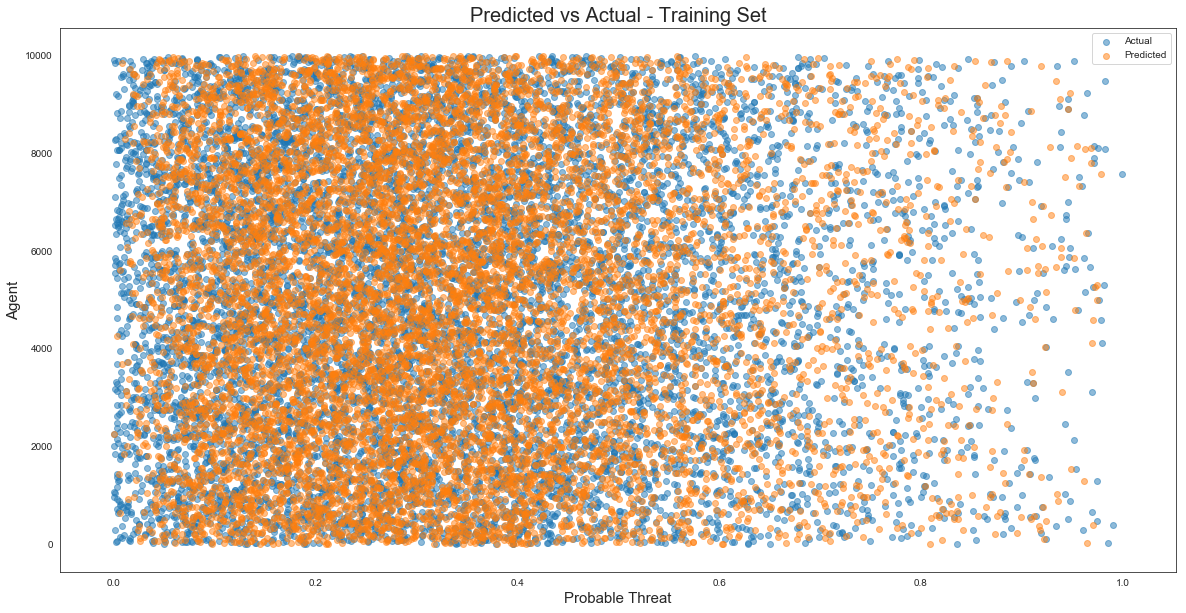 Predicted vs Actual - Training Set
Actual
Predicted
10000
8000
6000
4000
2000
0
Agent
0.0 0.2 0.4 0.6 0.8 1.0
Probable Threat